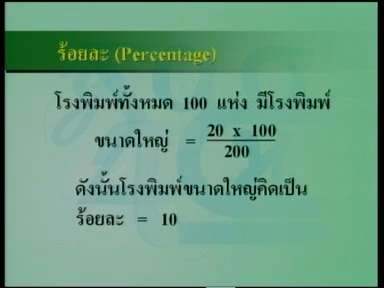 ร้อยละ (Percentage)
โรงพิมพ์ทั้งหมด 100 แห่ง มีโรงพิมพ์
ขนาดใหญ่ = 20 x 100
200
ดังนั้นโรงพิมพ์ขนาดใหญ่คิดเป็น
ร้อยละ = 10